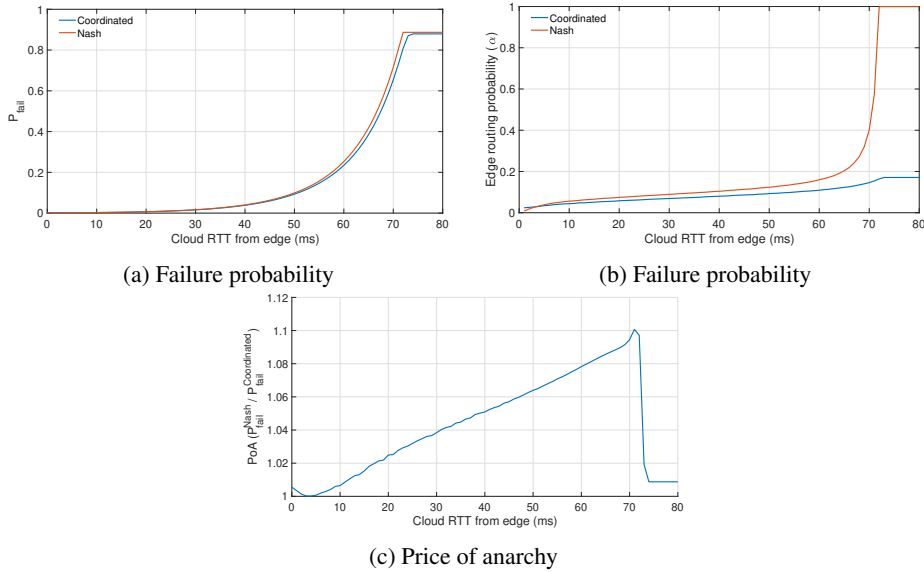 Coordinated
Nash
1
0.8
0.6
0.4
0.2
0
P_fail
0 10 20 30 40 50 60 70 80
Cloud RTT from edge (ms)
(a) Failure probability
Coordinated
Nash
1
0.8
0.6
0.4
0.2
0
Edge routing probability (α)
0 10 20 30 40 50 60 70 80
Cloud RTT from edge (ms)
(b) Failure probability
1.12
1.1
1.08
1.06
1.04
1.02
1
PoA (P_fail^Nash / P_fail^Coordinated)
0 10 20 30 40 50 60 70 80
Cloud RTT from edge (ms)
(c) Price of anarchy